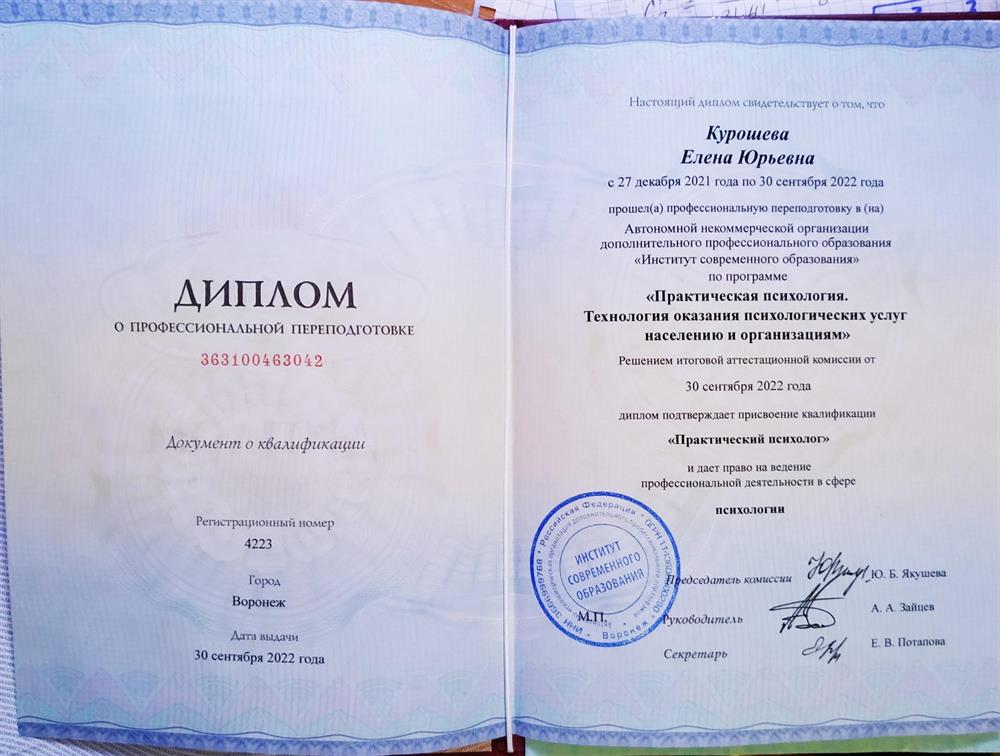 ДИПЛОМ
О ПРОФЕССИОНАЛЬНОЙ ПЕРЕПОДГОТОВКЕ
363100463042
Документ о квалификации
Регистрационный номер
4223
Город
Воронеж
Дата выдачи
30 сентября 2022 года
Настоящий диплом свидетельствует о том, что
Курошева
Елена Юрьевна
с 27 декабря 2021 года по 30 сентября 2022 года
прошел(а) профессиональную переподготовку в (на)
Автономной некоммерческой организации
дополнительного профессионального образования
«Институт современного образования»
по программе
«Практическая психология.
Технология оказания психологических услуг
населению и организациям»
Решением итоговой аттестационной комиссии от
30 сентября 2022 года
диплом подтверждает присвоение квалификации
«Практический психолог»
и дает право на ведение
профессиональной деятельности в сфере
психологии
Российская Федерация
ИНСТИТУТ
СОВРЕМЕННОГО
ОБРАЗОВАНИЯ
Воронеж
М.П.
Председатель комиссии Ю. Б. Якушева
Руководитель А. А. Зайцев
Секретарь Е. В. Потапова